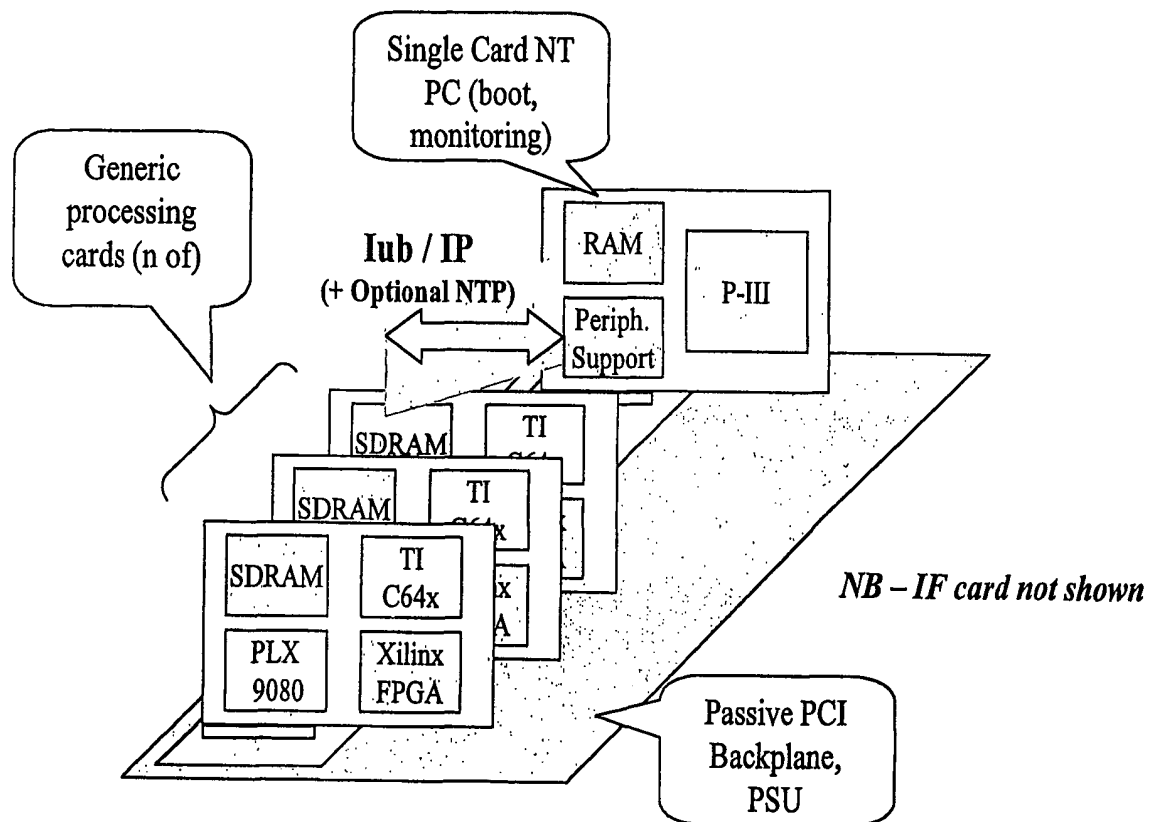 Single Card NT
PC (boot,
monitoring)
Generic
processing
cards (n of)
Iub / IP
(+ Optional NTP)
RAM
P-III
Periph.
Support
SDRAM
TI
SDRAM
TI
C64x
SDRAM
TI
C64x
PLX
9080
Xilinx
FPGA
NB – IF card not shown
Passive PCI
Backplane,
PSU